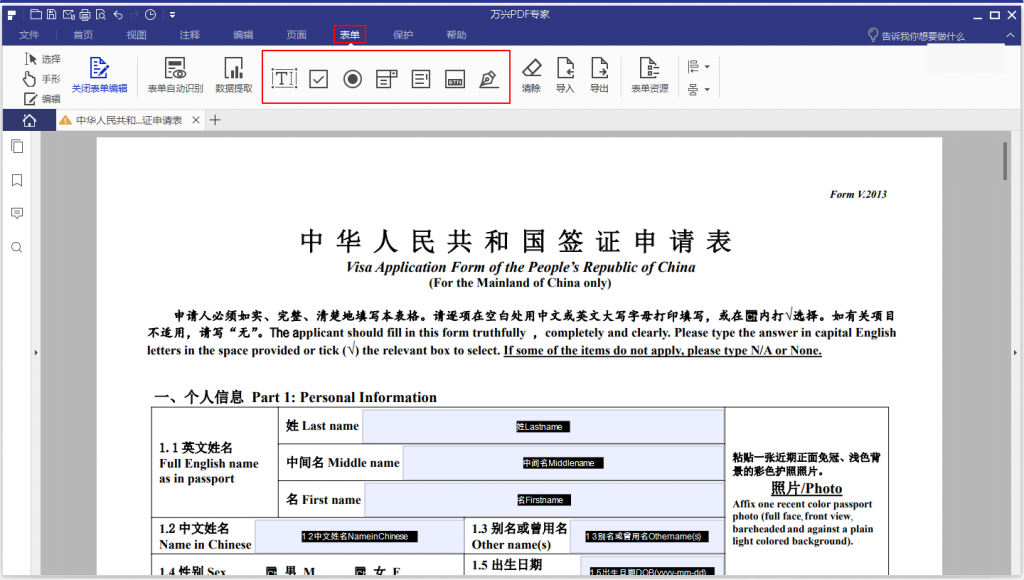 万兴PDF专家
文件 首页 视图 注释 编辑 页面 表单 保护 帮助 告诉我你想要做什么
选择
手形
编辑
关闭表单编辑 表单自动识别 数据提取 T BTN 清除 导入 导出 表单资源
中华人民共和...证申请表
Form V.2013
中华人民共和国签证申请表
Visa Application Form of the People's Republic of China
(For the Mainland of China only)
申请人必须如实、完整、清楚地填写本表格。请逐项在空白处用中文或英文大写字母打印填写，或在 Ch 内打√选择。如有关项目
不适用，请写“无”。The applicant should fill in this form truthfully , completely and clearly. Please type the answer in capital English
letters in the space provided or tick (√) the relevant box to select. If some of the items do not apply, please type N/A or None.
一、个人信息 Part 1: Personal Information
1.1 英文姓名
Full English name
as in passport
姓 Last name 姓Lastname
中间名 Middle name 中间名Middlename
名 First name 名Firstname
粘贴一张近期正面免冠、浅色背
景的彩色护照照片。
照片/Photo
Affix one recent color passport
photo (full face, front view,
bareheaded and against a plain
light colored background).
1.2 中文姓名
Name in Chinese
12中文姓名NameinChinese
1.3 别名或曾用名
Other name(s)
13别名或曾用名Othername(s)
1.4 性别 Sex Ch 男 M Ch 女 F
1.5 出生日期
1.5出生日期DOB(yyyy-mm-dd)